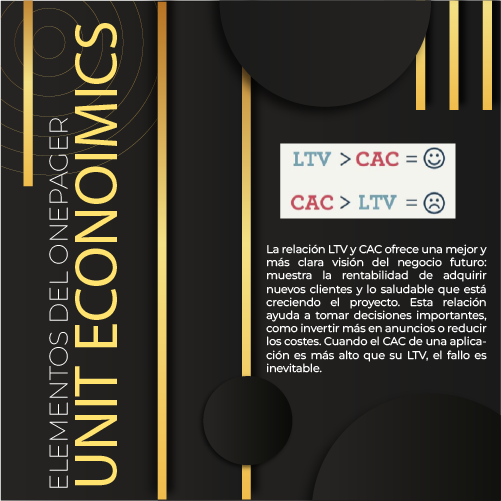 ELEMENTOS DEL ONEPAGER
UNIT ECONOIMICS
LTV > CAC = ☺
CAC > LTV = ☹
La relación LTV y CAC ofrece una mejor y
más clara visión del negocio futuro:
muestra la rentabilidad de adquirir
nuevos clientes y lo saludable que está
creciendo el proyecto. Esta relación
ayuda a tomar decisiones importantes,
como invertir más en anuncios o reducir
los costes. Cuando el CAC de una aplica-
ción es más alto que su LTV, el fallo es
inevitable.